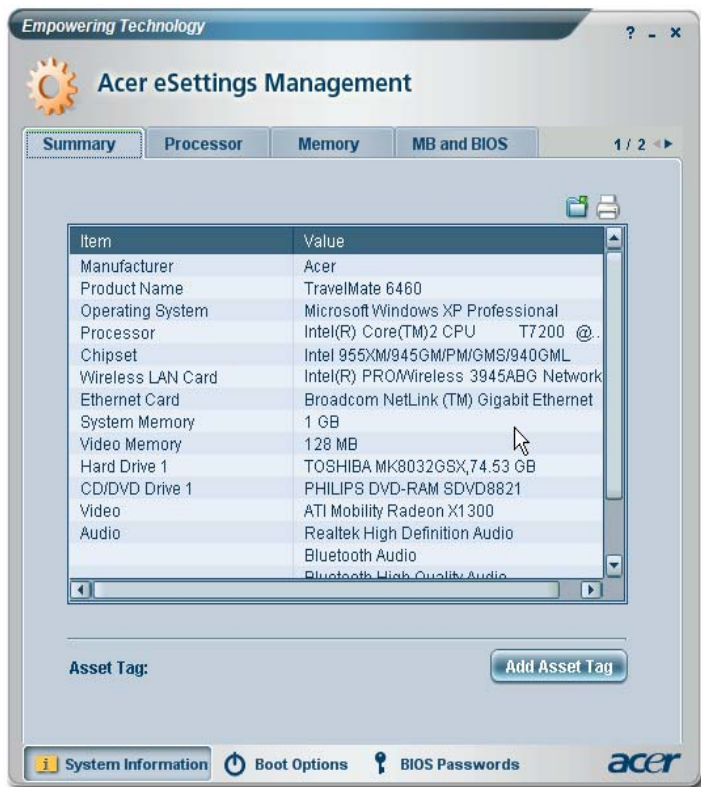 Empowering Technology
? - x
Acer eSettings Management
Summary Processor Memory MB and BIOS 1 / 2
Item Value
Manufacturer Acer
Product Name TravelMate 6460
Operating System Microsoft Windows XP Professional
Processor Intel(R) Core(TM)2 CPU T7200 @..
Chipset Intel 955XM/945GM/PM/GMS/940GML
Wireless LAN Card Intel(R) PRO/Wireless 3945ABG Network
Ethernet Card Broadcom NetLink (TM) Gigabit Ethernet
System Memory 1 GB
Video Memory 128 MB
Hard Drive 1 TOSHIBA MK8032GSX,74.53 GB
CD/DVD Drive 1 PHILIPS DVD-RAM SDVD8821
Video ATI Mobility Radeon X1300
Audio Realtek High Definition Audio
Bluetooth Audio
Bluetooth High Quality Audio
Asset Tag: Add Asset Tag
i System Information Boot Options BIOS Passwords acer